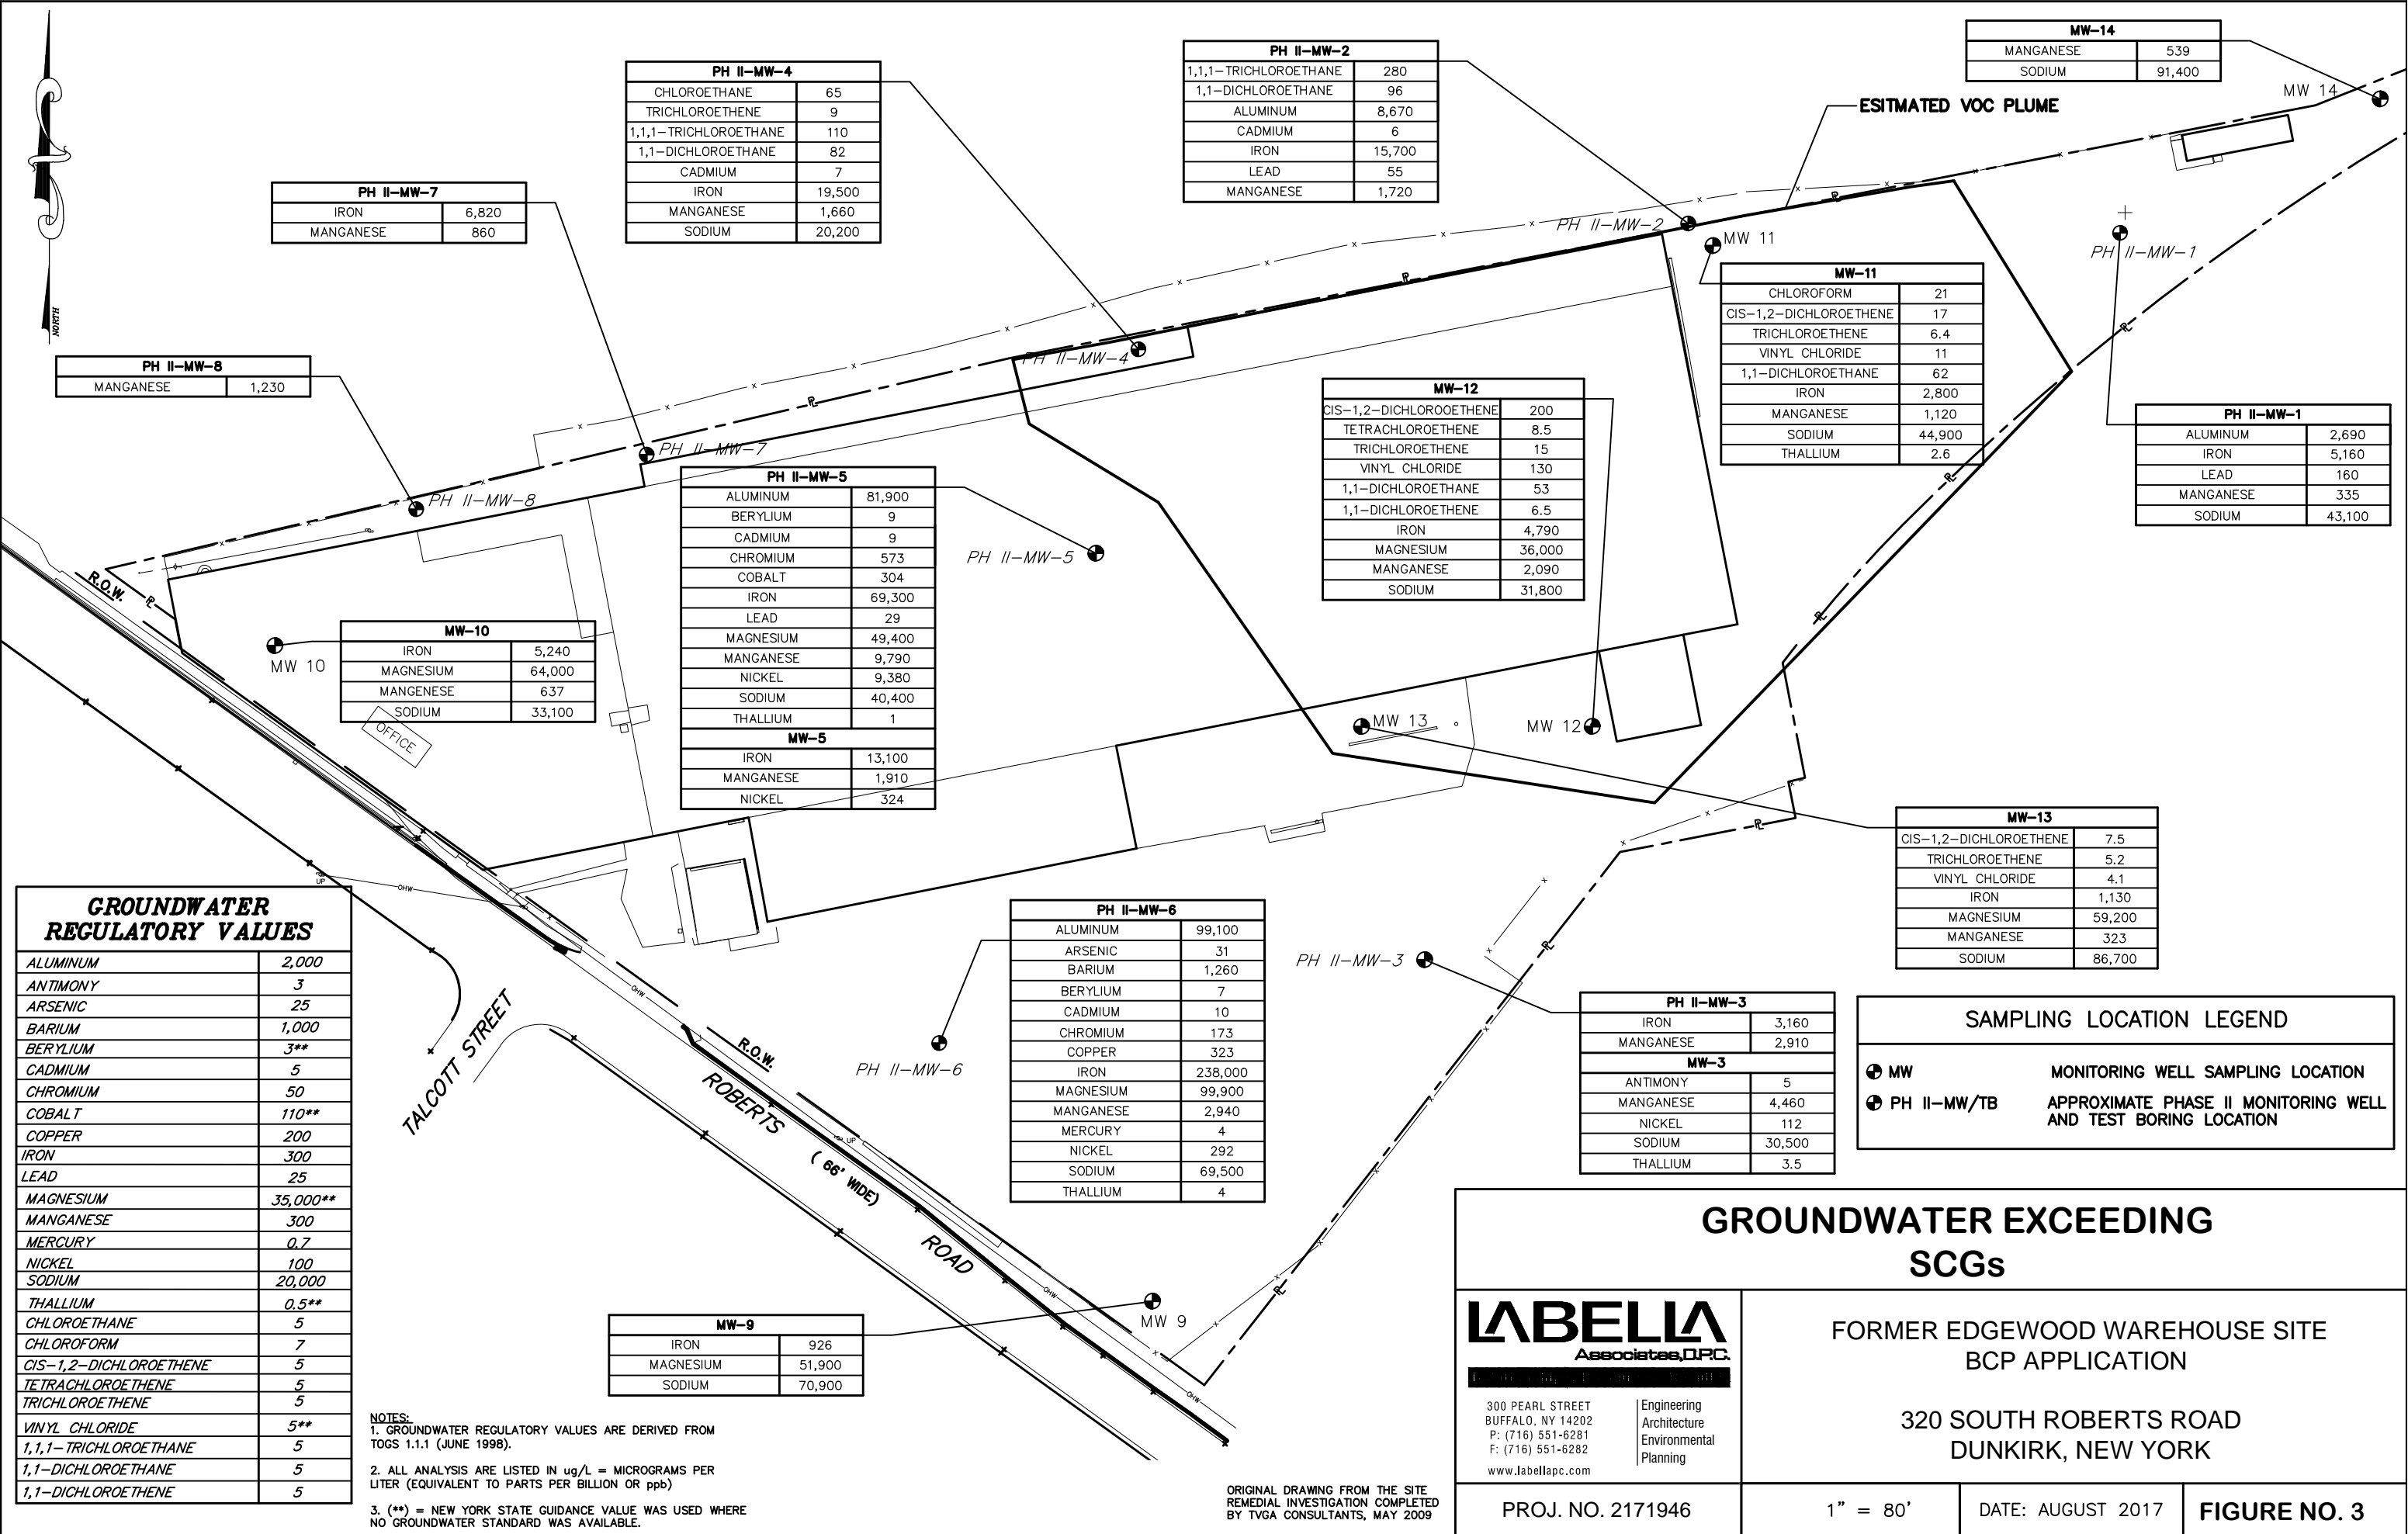 NORTH
PH II-MW-4
CHLOROETHANE 65
TRICHLOROETHENE 9
1,1,1-TRICHLOROETHANE 110
1,1-DICHLOROETHANE 82
CADMIUM 7
IRON 19,500
MANGANESE 1,660
SODIUM 20,200
PH II-MW-2
1,1,1-TRICHLOROETHANE 280
1,1-DICHLOROETHANE 96
ALUMINUM 8,670
CADMIUM 6
IRON 15,700
LEAD 55
MANGANESE 1,720
MW-14
MANGANESE 539
SODIUM 91,400
MW 14
ESITMATED VOC PLUME
PH II-MW-7
IRON 6,820
MANGANESE 860
PH II-MW-2
MW 11
PH II-MW-1
MW-11
CHLOROFORM 21
CIS-1,2-DICHLOROETHENE 17
TRICHLOROETHENE 6.4
VINYL CHLORIDE 11
1,1-DICHLOROETHANE 62
IRON 2,800
MANGANESE 1,120
SODIUM 44,900
THALLIUM 2.6
PH II-MW-8
MANGANESE 1,230
PH II-MW-4
MW-12
CIS-1,2-DICHLOROOETHENE 200
TETRACHLOROETHENE 8.5
TRICHLOROETHENE 15
VINYL CHLORIDE 130
1,1-DICHLOROETHANE 53
1,1-DICHLOROETHENE 6.5
IRON 4,790
MAGNESIUM 36,000
MANGANESE 2,090
SODIUM 31,800
PH II-MW-1
ALUMINUM 2,690
IRON 5,160
LEAD 160
MANGANESE 335
SODIUM 43,100
PH II-MW-7
PH II-MW-8
PH II-MW-5
ALUMINUM 81,900
BERYLIUM 9
CADMIUM 9
CHROMIUM 573
COBALT 304
IRON 69,300
LEAD 29
MAGNESIUM 49,400
MANGANESE 9,790
NICKEL 9,380
SODIUM 40,400
THALLIUM 1
MW-5
IRON 13,100
MANGANESE 1,910
NICKEL 324
PH II-MW-5
R.O.W.
MW 10
MW-10
IRON 5,240
MAGNESIUM 64,000
MANGENESE 637
SODIUM 33,100
OFFICE
MW 13
MW 12
MW-13
CIS-1,2-DICHLOROETHENE 7.5
TRICHLOROETHENE 5.2
VINYL CHLORIDE 4.1
IRON 1,130
MAGNESIUM 59,200
MANGANESE 323
SODIUM 86,700
UP
OHW
GROUNDWATER
REGULATORY VALUES
ALUMINUM 2,000
ANTIMONY 3
ARSENIC 25
BARIUM 1,000
BERYLIUM 3**
CADMIUM 5
CHROMIUM 50
COBALT 110**
COPPER 200
IRON 300
LEAD 25
MAGNESIUM 35,000**
MANGANESE 300
MERCURY 0.7
NICKEL 100
SODIUM 20,000
THALLIUM 0.5**
CHLOROETHANE 5
CHLOROFORM 7
CIS-1,2-DICHLOROETHENE 5
TETRACHLOROETHENE 5
TRICHLOROETHENE 5
VINYL CHLORIDE 5**
1,1,1-TRICHLOROETHANE 5
1,1-DICHLOROETHANE 5
1,1-DICHLOROETHENE 5
TALCOTT STREET
OHW
R.O.W.
ROBERTS
UP
( 66' WIDE)
ROAD
OHW
OHW
PH II-MW-6
PH II-MW-6
ALUMINUM 99,100
ARSENIC 31
BARIUM 1,260
BERYLIUM 7
CADMIUM 10
CHROMIUM 173
COPPER 323
IRON 238,000
MAGNESIUM 99,900
MANGANESE 2,940
MERCURY 4
NICKEL 292
SODIUM 69,500
THALLIUM 4
PH II-MW-3
PH II-MW-3
IRON 3,160
MANGANESE 2,910
MW-3
ANTIMONY 5
MANGANESE 4,460
NICKEL 112
SODIUM 30,500
THALLIUM 3.5
SAMPLING LOCATION LEGEND
MW MONITORING WELL SAMPLING LOCATION
PH II-MW/TB APPROXIMATE PHASE II MONITORING WELL
AND TEST BORING LOCATION
MW-9
IRON 926
MAGNESIUM 51,900
SODIUM 70,900
MW 9
NOTES:
1. GROUNDWATER REGULATORY VALUES ARE DERIVED FROM
TOGS 1.1.1 (JUNE 1998).
2. ALL ANALYSIS ARE LISTED IN ug/L = MICROGRAMS PER
LITER (EQUIVALENT TO PARTS PER BILLION OR ppb)
3. (**) = NEW YORK STATE GUIDANCE VALUE WAS USED WHERE
NO GROUNDWATER STANDARD WAS AVAILABLE.
ORIGINAL DRAWING FROM THE SITE
REMEDIAL INVESTIGATION COMPLETED
BY TVGA CONSULTANTS, MAY 2009
GROUNDWATER EXCEEDING
SCGs
LABELLA
Associates, D.P.C.
300 PEARL STREET
BUFFALO, NY 14202
P: (716) 551-6281
F: (716) 551-6282
www.labellapc.com
Engineering
Architecture
Environmental
Planning
FORMER EDGEWOOD WAREHOUSE SITE
BCP APPLICATION
320 SOUTH ROBERTS ROAD
DUNKIRK, NEW YORK
PROJ. NO. 2171946
1" = 80'
DATE: AUGUST 2017
FIGURE NO. 3